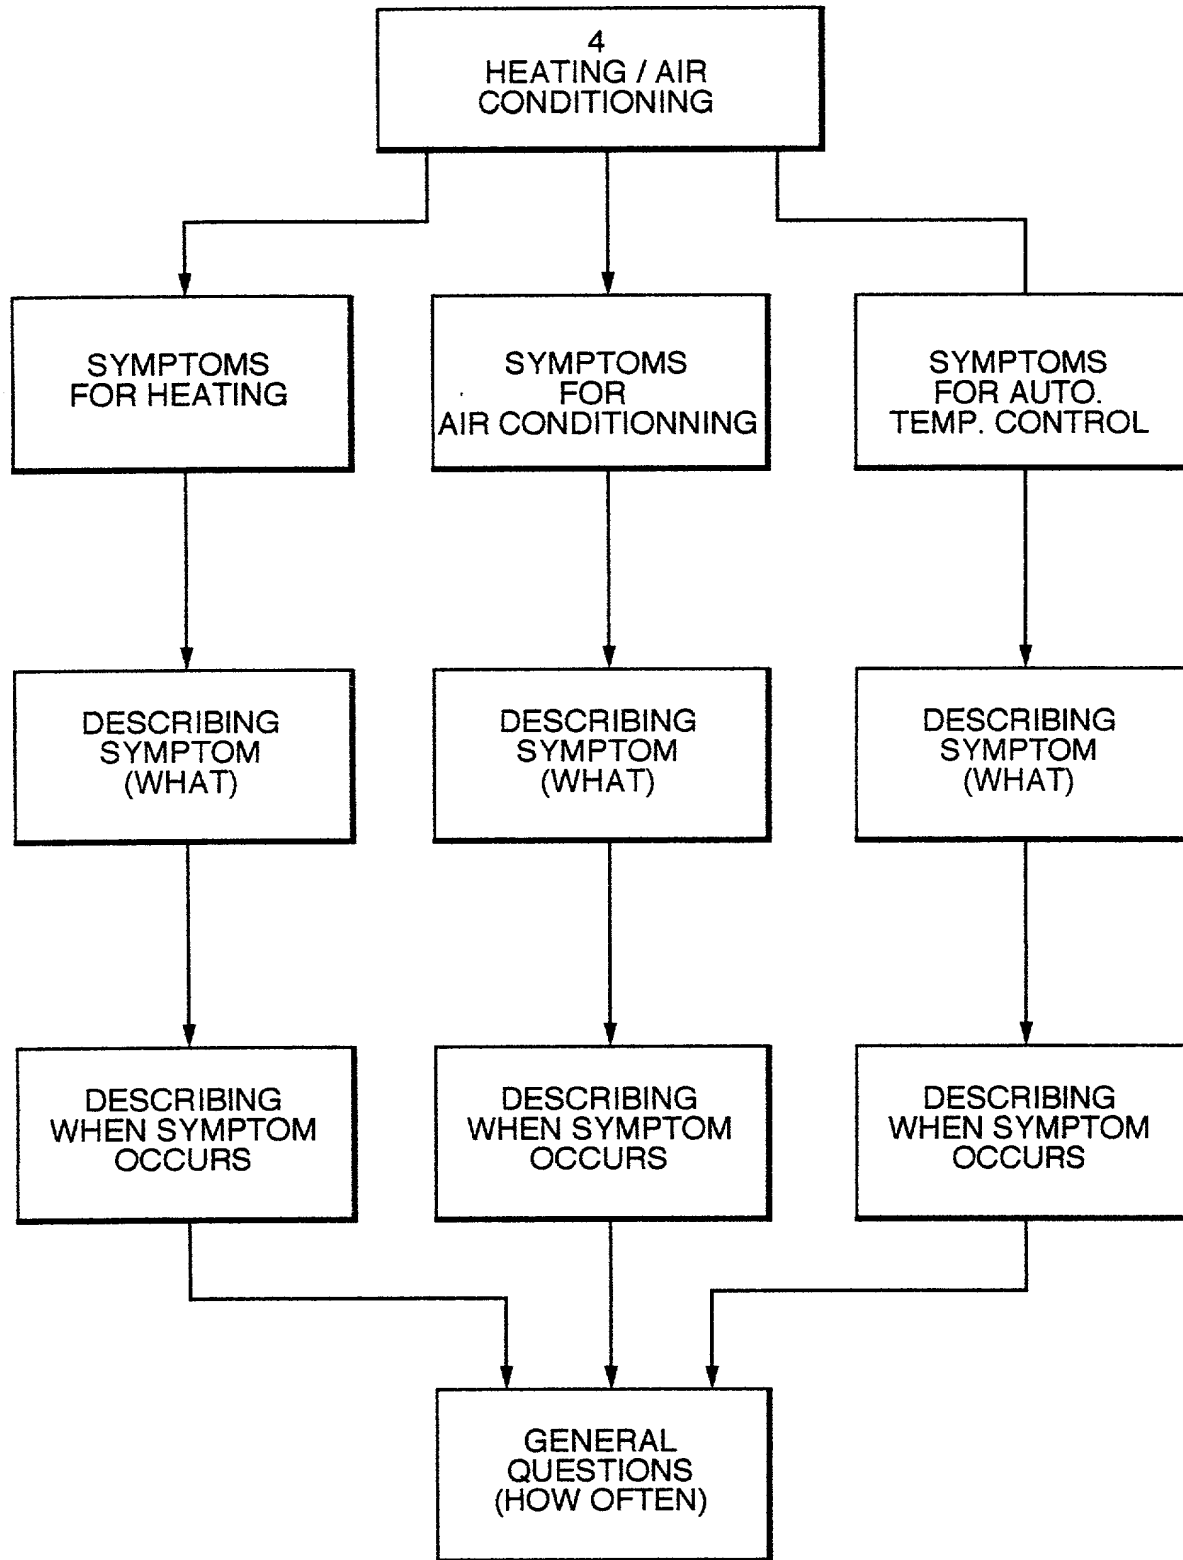 4
HEATING / AIR
CONDITIONING
SYMPTOMS
FOR HEATING
SYMPTOMS
FOR
AIR CONDITIONNING
SYMPTOMS
FOR AUTO.
TEMP. CONTROL
DESCRIBING
SYMPTOM
(WHAT)
DESCRIBING
SYMPTOM
(WHAT)
DESCRIBING
SYMPTOM
(WHAT)
DESCRIBING
WHEN SYMPTOM
OCCURS
DESCRIBING
WHEN SYMPTOM
OCCURS
DESCRIBING
WHEN SYMPTOM
OCCURS
GENERAL
QUESTIONS
(HOW OFTEN)